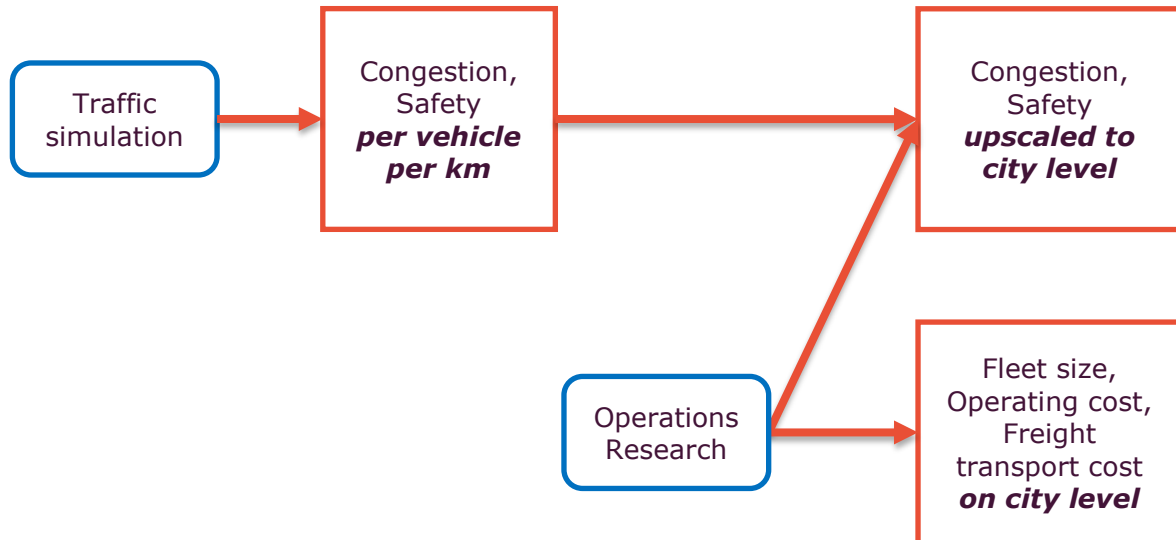 Traffic
simulation
Congestion,
Safety
per vehicle
per km
Congestion,
Safety
upscaled to
city level
Operations
Research
Fleet size,
Operating cost,
Freight
transport cost
on city level